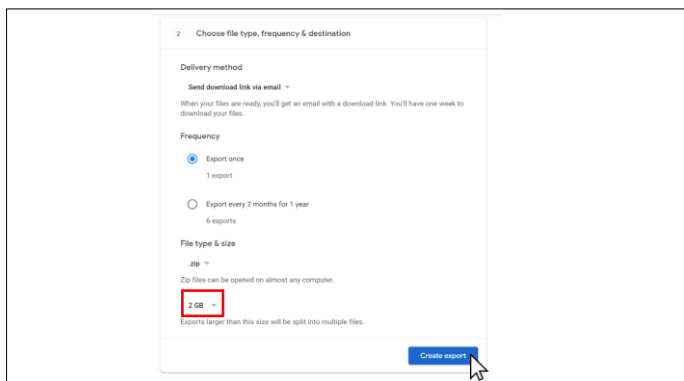 2 Choose file type, frequency & destination
Delivery method
Send download link via email
When your files are ready, you'll get an email with a download link. You'll have one week to
download your files.
Frequency
Export once
1 export
Export every 2 months for 1 year
6 exports
File type & size
.zip
Zip files can be opened on almost any computer.
2 GB
Exports larger than this size will be split into multiple files.
Create export